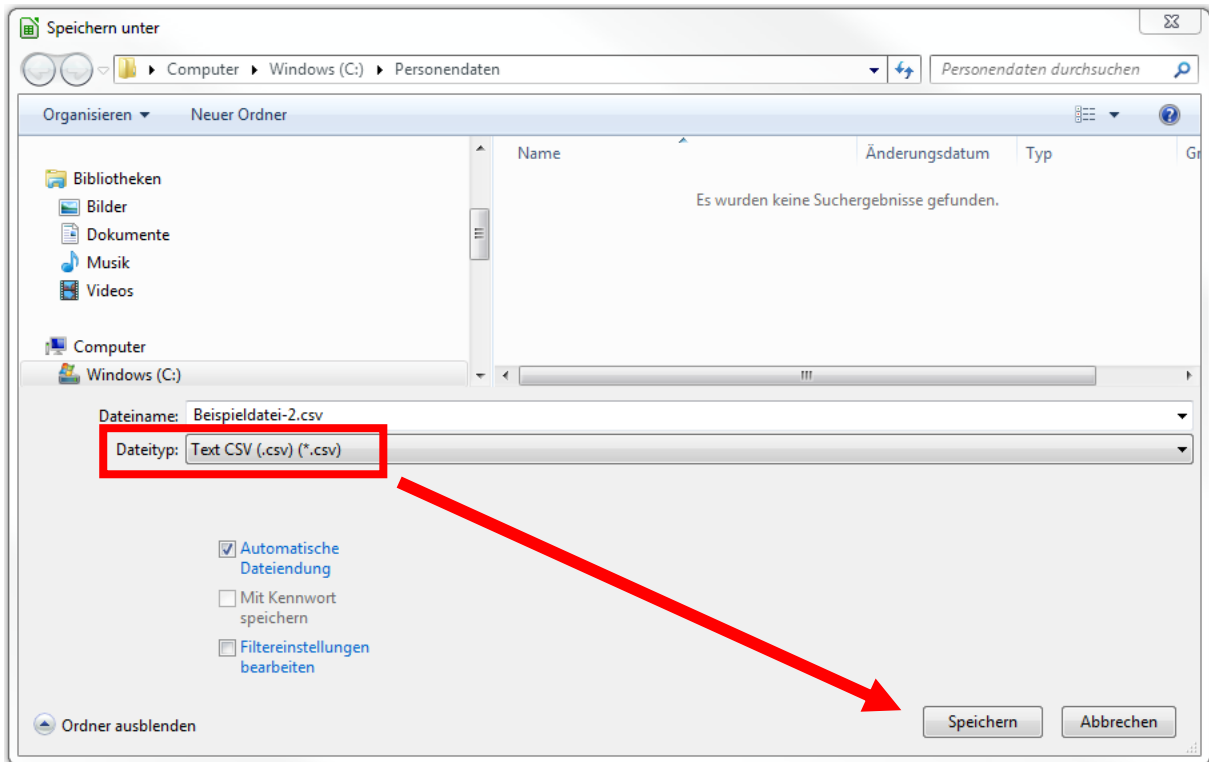 Speichern unter
Computer Windows (C:) Personendaten Personendaten durchsuchen
Organisieren Neuer Ordner
Name Änderungsdatum Typ Gr
Es wurden keine Suchergebnisse gefunden.
Bibliotheken
Bilder
Dokumente
Musik
Videos
Computer
Windows (C:)
Dateiname: Beispieldatei-2.csv
Dateityp: Text CSV (.csv) (*.csv)
Automatische
Dateiendung
Mit Kennwort
speichern
Filtereinstellungen
bearbeiten
Ordner ausblenden Speichern Abbrechen